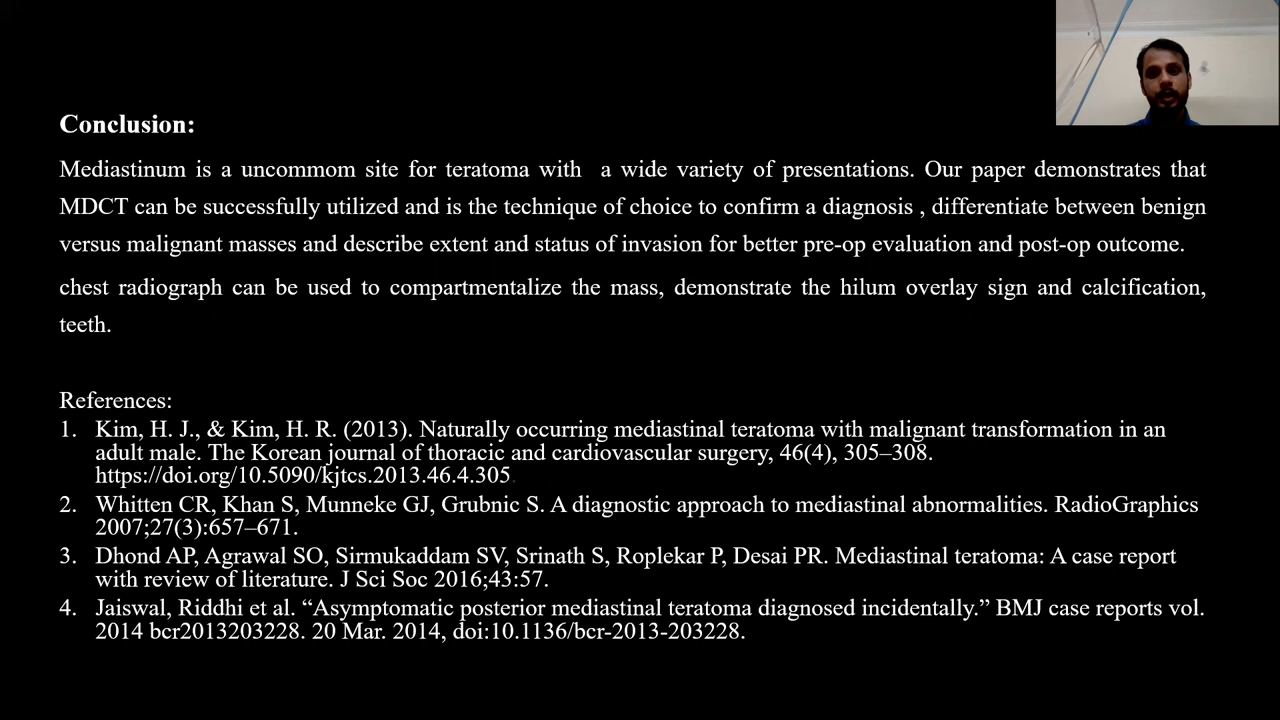 Conclusion:
Mediastinum is a uncommom site for teratoma with a wide variety of presentations. Our paper demonstrates that
MDCT can be successfully utilized and is the technique of choice to confirm a diagnosis , differentiate between benign
versus malignant masses and describe extent and status of invasion for better pre-op evaluation and post-op outcome.
chest radiograph can be used to compartmentalize the mass, demonstrate the hilum overlay sign and calcification,
teeth.
References:
1. Kim, H. J., & Kim, H. R. (2013). Naturally occurring mediastinal teratoma with malignant transformation in an
adult male. The Korean journal of thoracic and cardiovascular surgery, 46(4), 305–308.
https://doi.org/10.5090/kjtcs.2013.46.4.305
2. Whitten CR, Khan S, Munneke GJ, Grubnic S. A diagnostic approach to mediastinal abnormalities. RadioGraphics
2007;27(3):657–671.
3. Dhond AP, Agrawal SO, Sirmukaddam SV, Srinath S, Roplekar P, Desai PR. Mediastinal teratoma: A case report
with review of literature. J Sci Soc 2016;43:57.
4. Jaiswal, Riddhi et al. “Asymptomatic posterior mediastinal teratoma diagnosed incidentally.” BMJ case reports vol.
2014 bcr2013203228. 20 Mar. 2014, doi:10.1136/bcr-2013-203228.